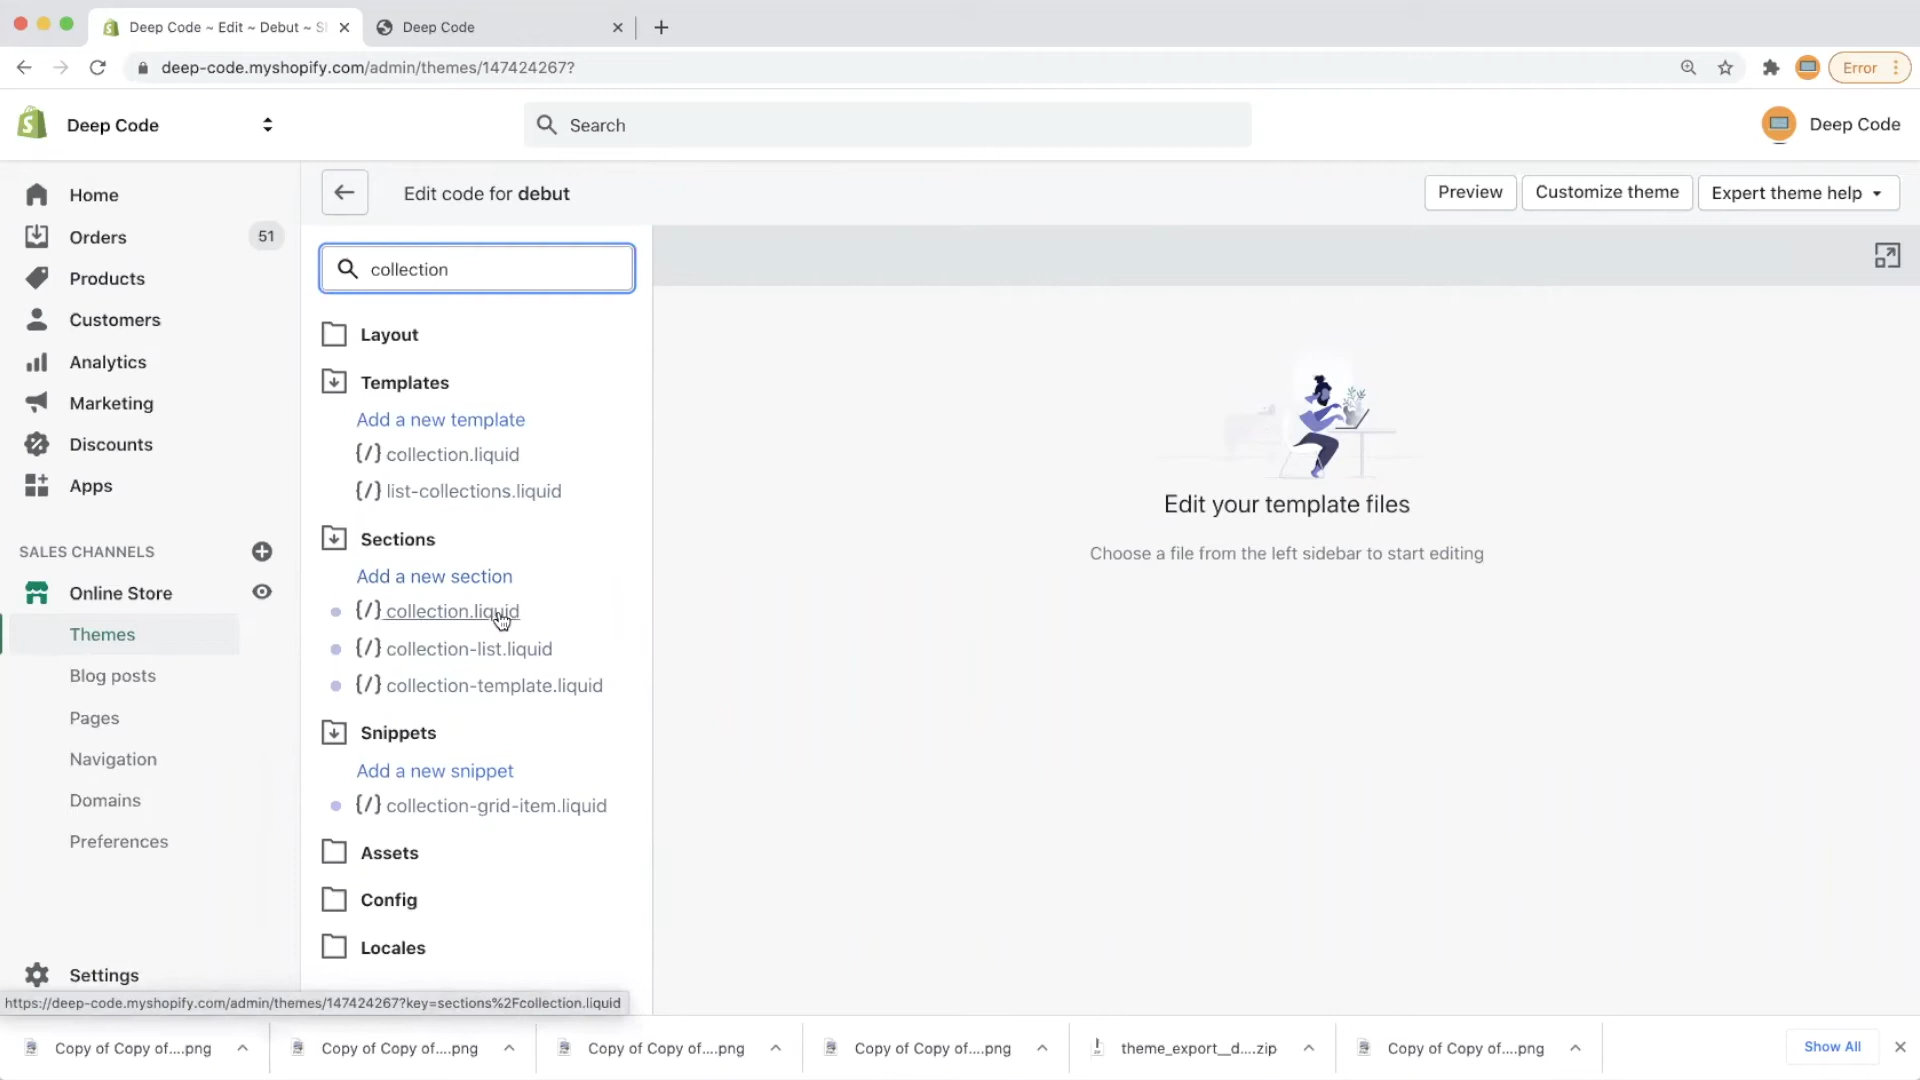 Deep Code ~ Edit ~ Debut ~ S
Deep Code
deep-code.myshopify.com/admin/themes/147424267?
Error
Deep Code
Search
Deep Code
Home
Orders
51
Products
Customers
Analytics
Marketing
Discounts
Apps
SALES CHANNELS
Online Store
Themes
Blog posts
Pages
Navigation
Domains
Preferences
Settings
Edit code for debut
Preview
Customize theme
Expert theme help
collection
Layout
Templates
Add a new template
{/} collection.liquid
{/} list-collections.liquid
Sections
Add a new section
{/} collection.liquid
{/} collection-list.liquid
{/} collection-template.liquid
Snippets
Add a new snippet
{/} collection-grid-item.liquid
Assets
Config
Locales
Edit your template files
Choose a file from the left sidebar to start editing
https://deep-code.myshopify.com/admin/themes/147424267?key=sections%2Fcollection.liquid
Copy of Copy of....png
Copy of Copy of....png
Copy of Copy of....png
Copy of Copy of....png
theme_export__d....zip
Copy of Copy of....png
Show All